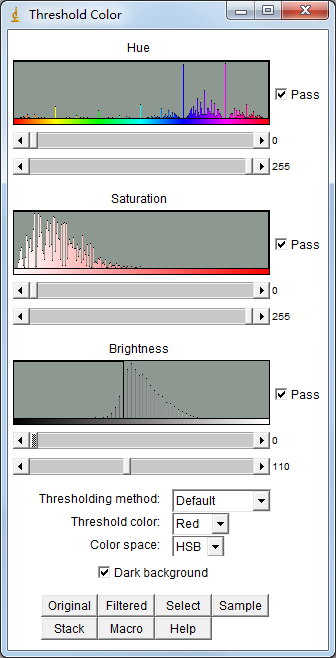 Threshold Color
Hue
Pass
0
255
Saturation
Pass
0
255
Brightness
Pass
0
110
Thresholding method: Default
Threshold color: Red
Color space: HSB
Dark background
Original Filtered Select Sample
Stack Macro Help